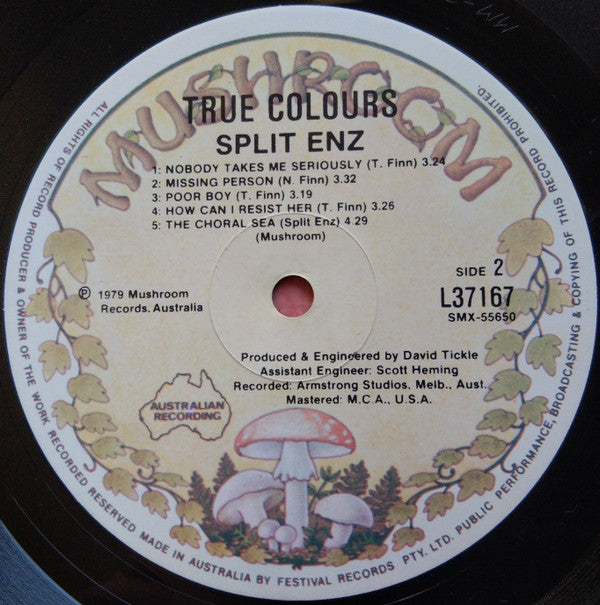 MUSHROOM
TRUE COLOURS
SPLIT ENZ
1: NOBODY TAKES ME SERIOUSLY (T. Finn) 3.24
2: MISSING PERSON (N. Finn) 3.32
3: POOR BOY (T. Finn) 3.19
4: HOW CAN I RESIST HER (T. Finn) 3.26
5: THE CHORAL SEA (Split Enz) 4.29
(Mushroom)
SIDE 2
L37167
SMX-55650
℗ 1979 Mushroom
Records, Australia
Produced & Engineered by David Tickle
Assistant Engineer: Scott Heming
Recorded: Armstrong Studios, Melb., Aust.
Mastered: M.C.A., U.S.A.
AUSTRALIAN
RECORDING
ALL RIGHTS OF RECORD PRODUCER & OWNER OF THE WORK RECORDED RESERVED MADE IN AUSTRALIA BY FESTIVAL RECORDS PTY. LTD. PUBLIC PERFORMANCE, BROADCASTING & COPYING OF THIS RECORD PROHIBITED.